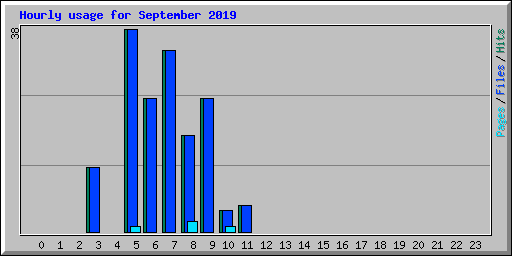 Hourly usage for September 2019
38
Pages/Files/Hits
0 1 2 3 4 5 6 7 8 9 10 11 12 13 14 15 16 17 18 19 20 21 22 23